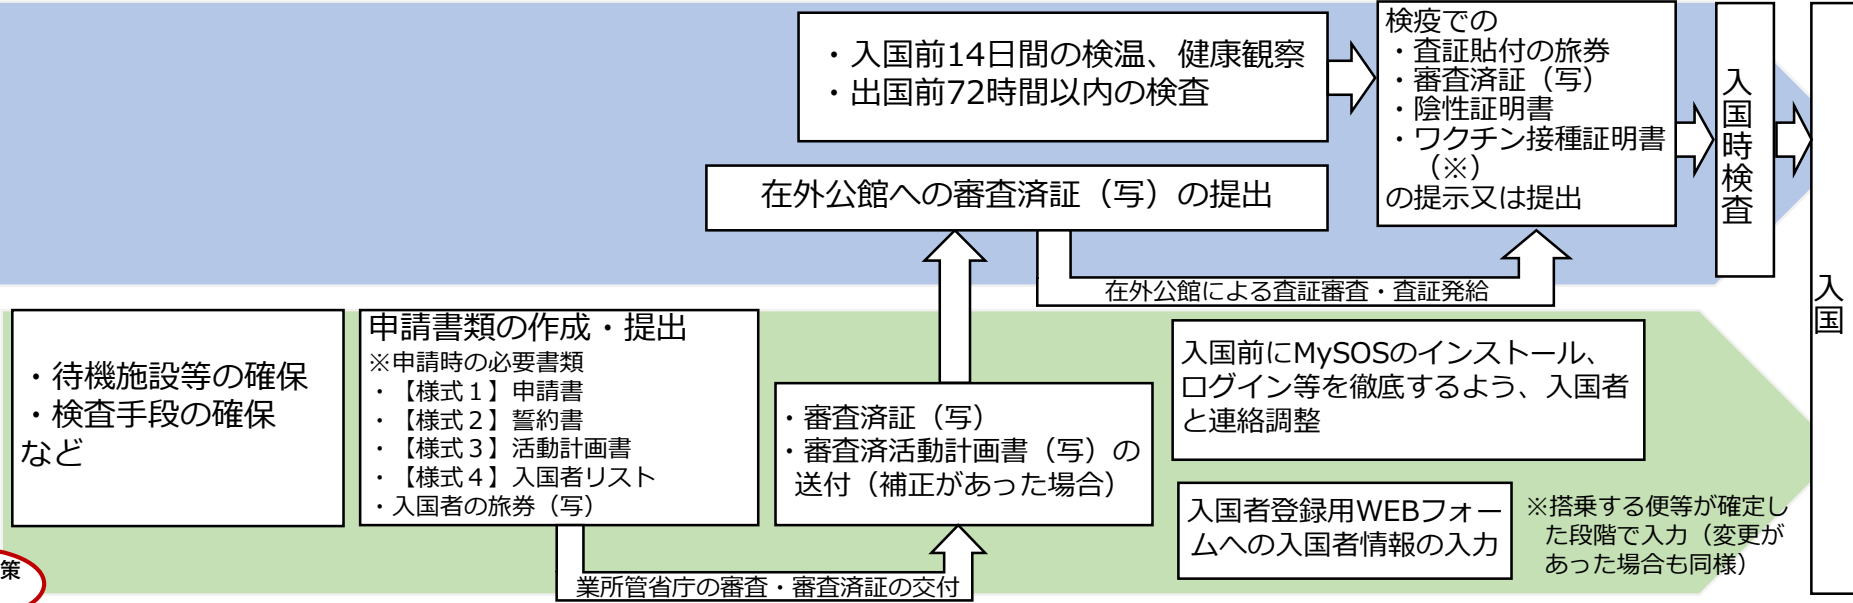 ・入国前14日間の検温、健康観察
・出国前72時間以内の検査
検疫での
・査証貼付の旅券
・審査済証（写）
・陰性証明書
・ワクチン接種証明書
（※）
の提示又は提出
入国時検査
入国
在外公館への審査済証（写）の提出
在外公館による査証審査・査証発給
・待機施設等の確保
・検査手段の確保
など
申請書類の作成・提出
※申請時の必要書類
・【様式１】申請書
・【様式２】誓約書
・【様式３】活動計画書
・【様式４】入国者リスト
・入国者の旅券（写）
・審査済証（写）
・審査済活動計画書（写）の
送付（補正があった場合）
入国前にMySOSのインストール、
ログイン等を徹底するよう、入国者
と連絡調整
入国者登録用WEBフォー
ムへの入国者情報の入力
※搭乗する便等が確定し
た段階で入力（変更が
あった場合も同様）
業所管省庁の審査・審査済証の交付
策